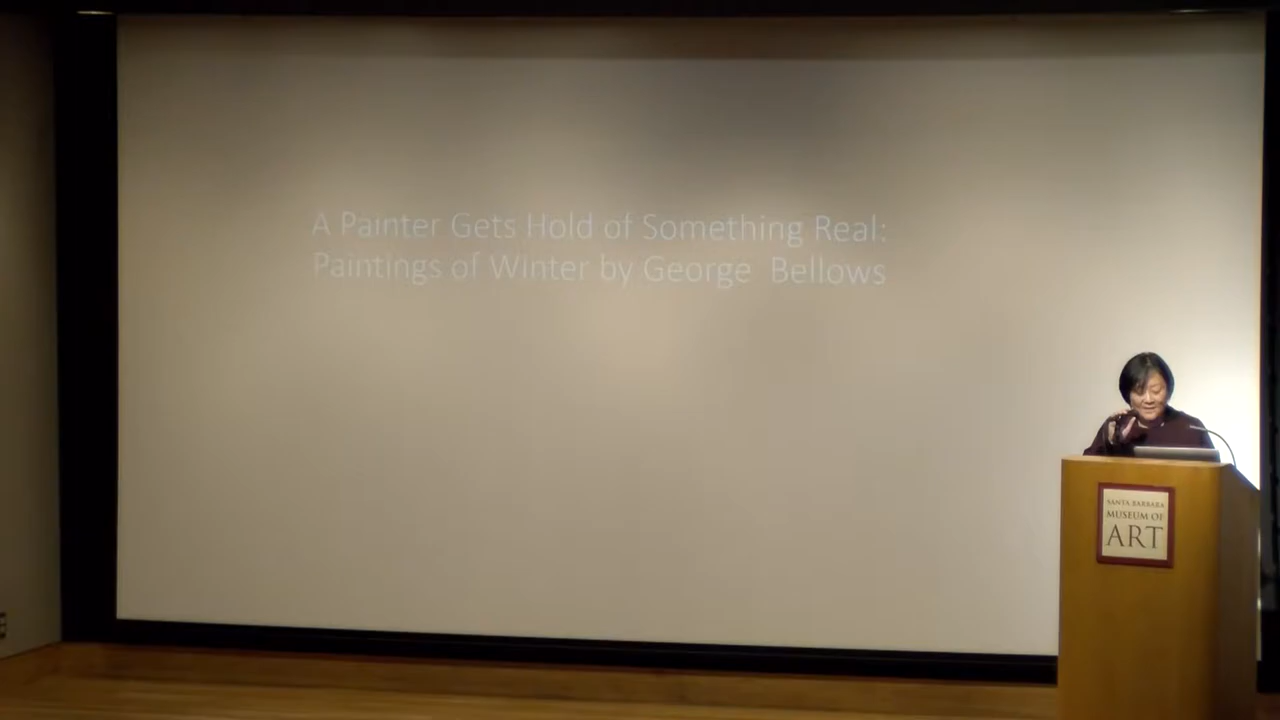 A Painter Gets Hold of Something Real:
Paintings of Winter by George Bellows
SANTA BARBARA
MUSEUM OF
ART